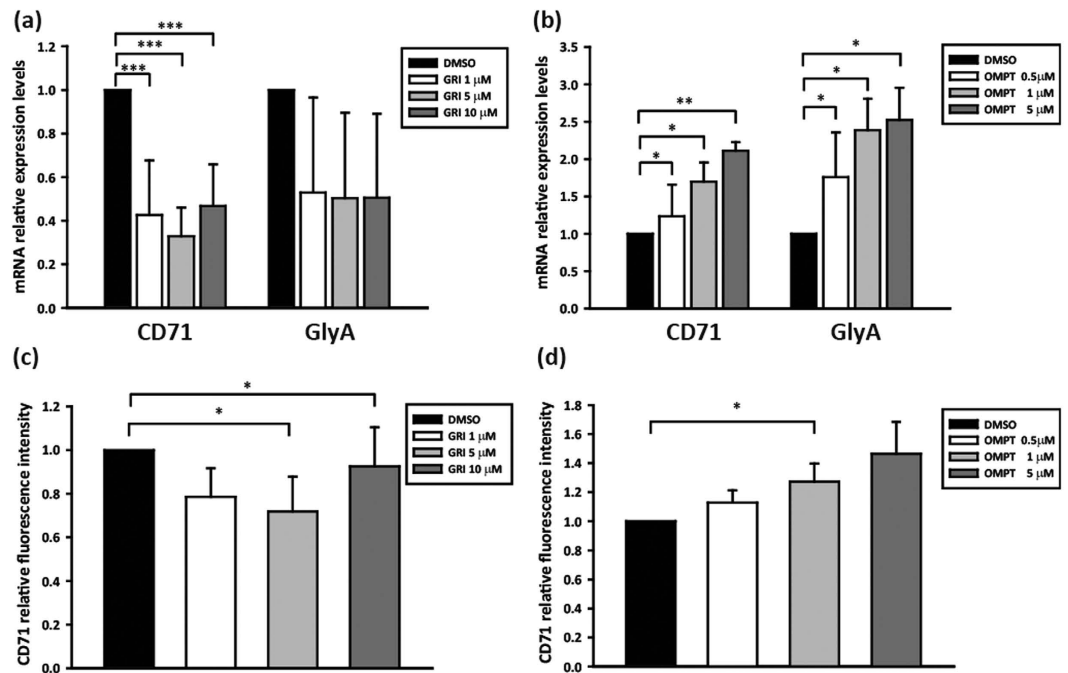 (a)
mRNA relative expression levels
1.2
1.0
0.8
0.6
0.4
0.2
0.0
***
***
***
CD71
GlyA
DMSO
GRI 1 μM
GRI 5 μM
GRI 10 μM
(b)
mRNA relative expression levels
3.5
3.0
2.5
2.0
1.5
1.0
0.5
0.0
**
*
*
*
*
*
CD71
GlyA
DMSO
OMPT 0.5μM
OMPT 1 μM
OMPT 5 μM
(c)
CD71 relative fluorescence intensity
1.2
1.0
0.8
0.6
0.4
0.2
0.0
*
*
DMSO
GRI 1 μM
GRI 5 μM
GRI 10 μM
(d)
CD71 relative fluorescence intensity
1.8
1.6
1.4
1.2
1.0
0.8
0.6
0.4
0.2
0.0
*
DMSO
OMPT 0.5μM
OMPT 1 μM
OMPT 5 μM